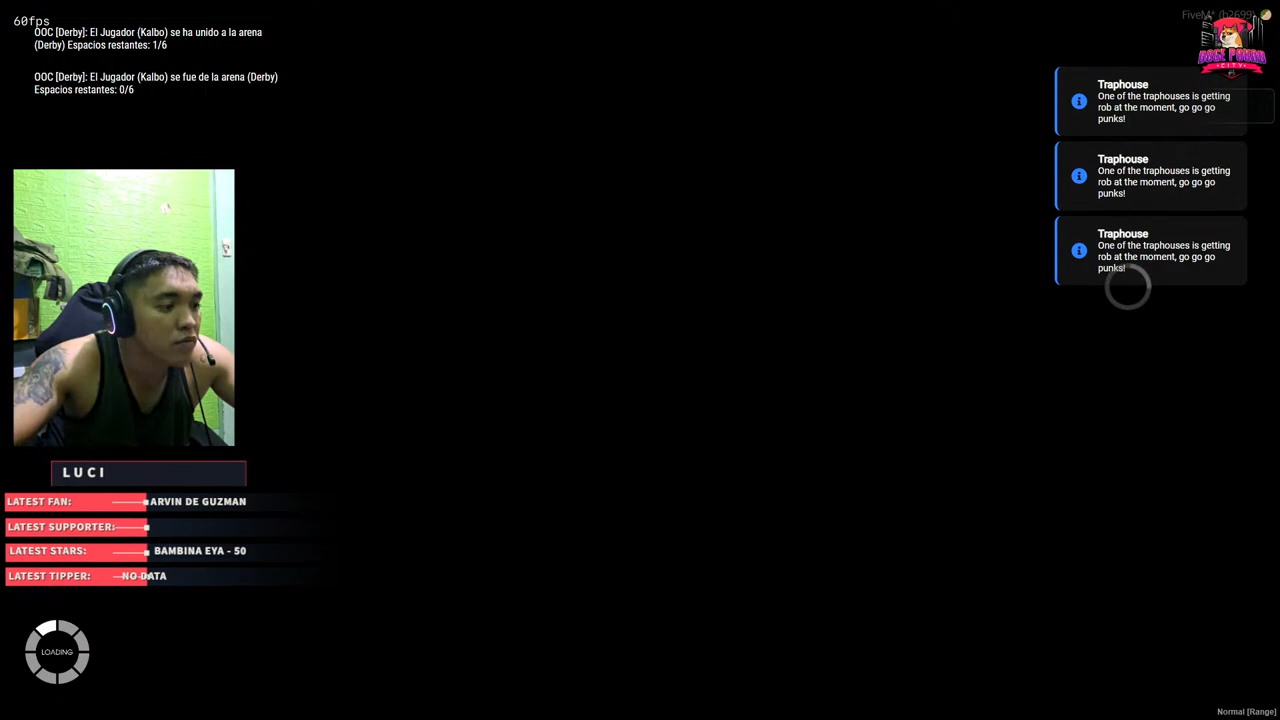 60fps
OOC [Derby]: El Jugador (Kalbo) se ha unido a la arena
(Derby) Espacios restantes: 1/6
OOC [Derby]: El Jugador (Kalbo) se fue de la arena (Derby)
Espacios restantes: 0/6
FiveM* (b2699)
DOGE POUND
CITY
Traphouse
One of the traphouses is getting
rob at the moment, go go go
punks!
Traphouse
One of the traphouses is getting
rob at the moment, go go go
punks!
Traphouse
One of the traphouses is getting
rob at the moment, go go go
punks!
LUCI
LATEST FAN: ARVIN DE GUZMAN
LATEST SUPPORTER:
LATEST STARS: BAMBINA EYA - 50
LATEST TIPPER: NO DATA
LOADING
Normal [Range]